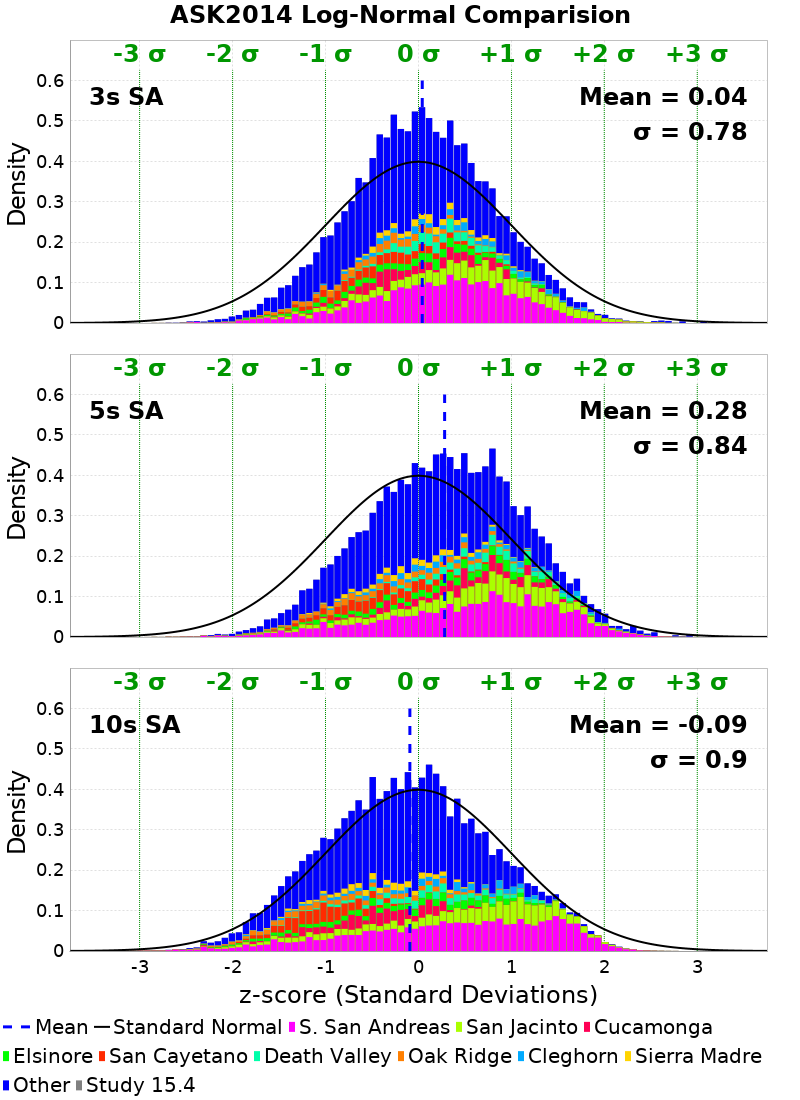 ASK2014 Log-Normal Comparision
-3 σ -2 σ -1 σ 0 σ +1 σ +2 σ +3 σ
0.6
3s SA
Mean = 0.04
0.5
σ = 0.78
0.4
Density
0.3
0.2
0.1
0
-3 σ -2 σ -1 σ 0 σ +1 σ +2 σ +3 σ
0.6
5s SA
Mean = 0.28
0.5
σ = 0.84
0.4
Density
0.3
0.2
0.1
0
-3 σ -2 σ -1 σ 0 σ +1 σ +2 σ +3 σ
0.6
10s SA
Mean = -0.09
0.5
σ = 0.9
0.4
Density
0.3
0.2
0.1
0
-3 -2 -1 0 1 2 3
z-score (Standard Deviations)
Mean Standard Normal S. San Andreas San Jacinto Cucamonga
Elsinore San Cayetano Death Valley Oak Ridge Cleghorn Sierra Madre
Other Study 15.4